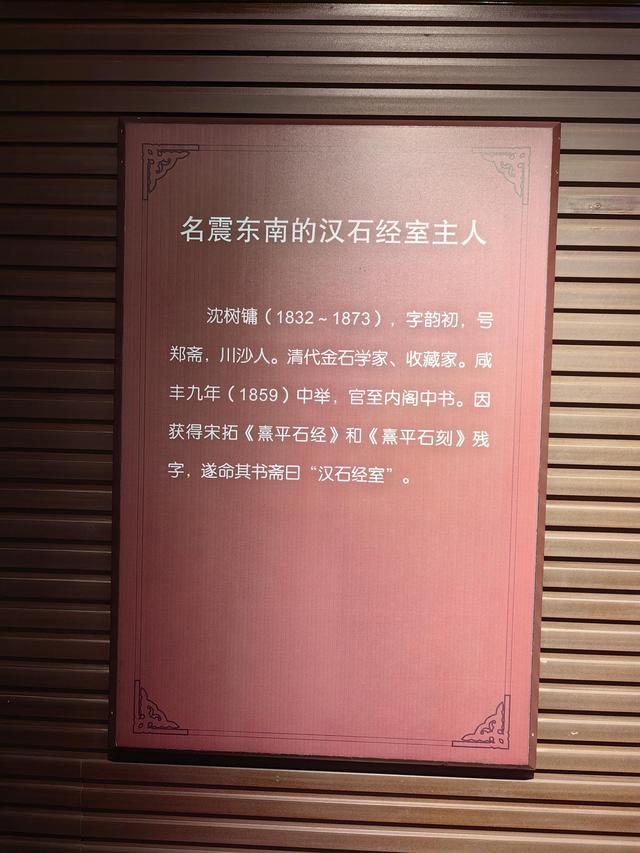 名震东南的汉石经室主人
沈树镛（1832～1873），字韵初，号
郑斋，川沙人。清代金石学家、收藏家。咸
丰九年（1859）中举，官至内阁中书。因
获得宋拓《熹平石经》和《熹平石刻》残
字，遂命其书斋曰“汉石经室”。